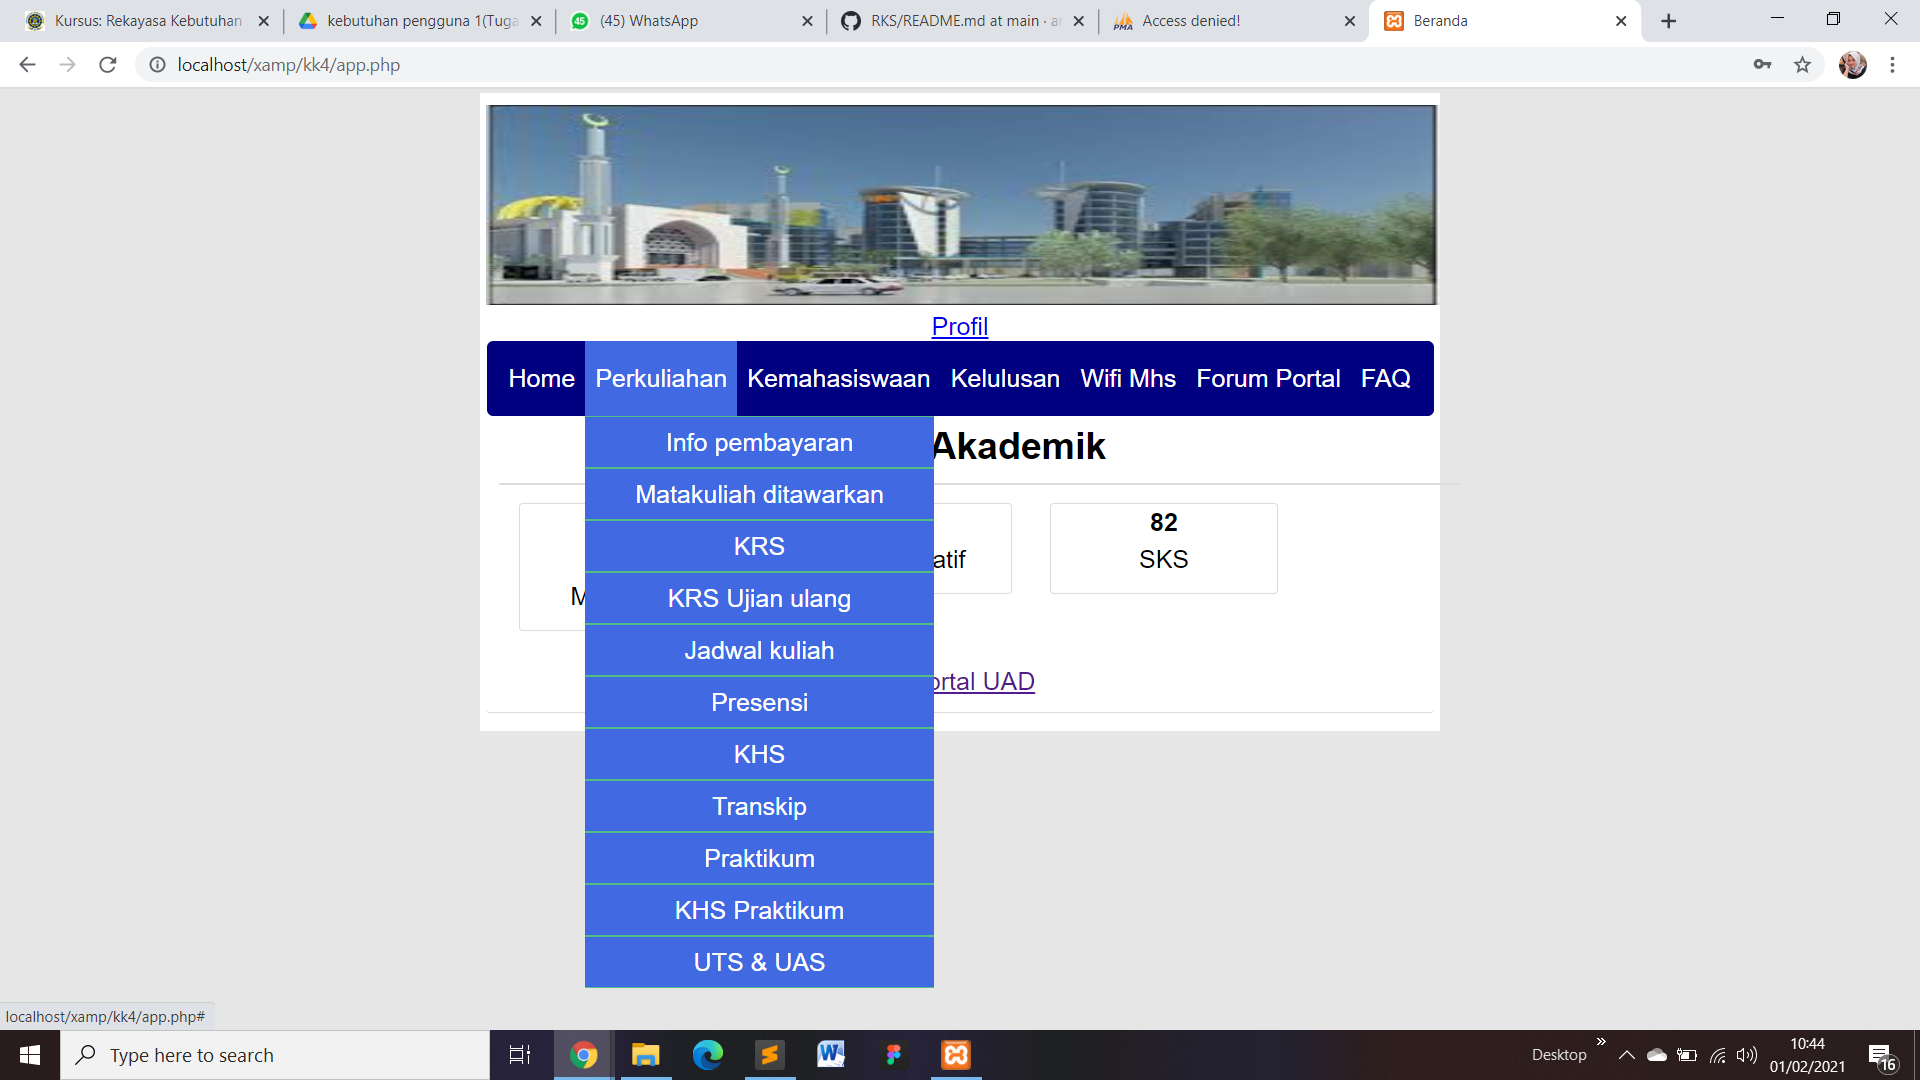 Kursus: Rekayasa Kebutuhan
kebutuhan pengguna 1(Tuga
45 (45) WhatsApp
RKS/README.md at main · a
PMA Access denied!
Beranda
localhost/xamp/kk4/app.php
Profil
Home Perkuliahan Kemahasiswaan Kelulusan Wifi Mhs Forum Portal FAQ
Info pembayaran
Akademik
Matakuliah ditawarkan
82
KRS
atif
SKS
M
KRS Ujian ulang
Jadwal kuliah
ortal UAD
Presensi
KHS
Transkip
Praktikum
KHS Praktikum
UTS & UAS
localhost/xamp/kk4/app.php#
Type here to search
Desktop
10:44
01/02/2021
16